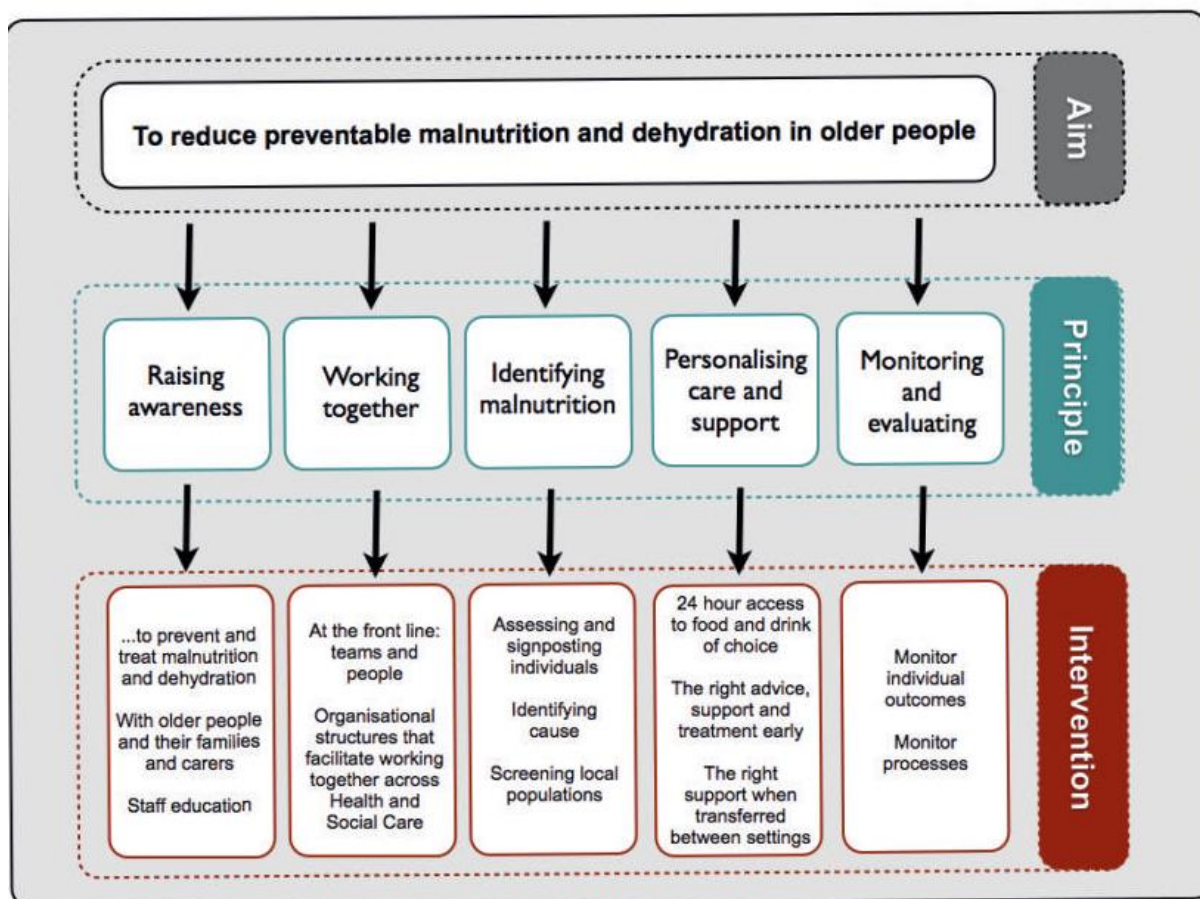 To reduce preventable malnutrition and dehydration in older people
Aim
Raising
awareness
Working
together
Identifying
malnutrition
Personalising
care and
support
Monitoring
and
evaluating
Principle
...to prevent and
treat malnutrition
and dehydration
With older people
and their families
and carers
Staff education
At the front line:
teams and
people
Organisational
structures that
facilitate working
together across
Health and
Social Care
Assessing and
signposting
individuals
Identifying
cause
Screening local
populations
24 hour access
to food and drink
of choice
The right advice,
support and
treatment early
The right
support when
transferred
between settings
Monitor
individual
outcomes
Monitor
processes
Intervention